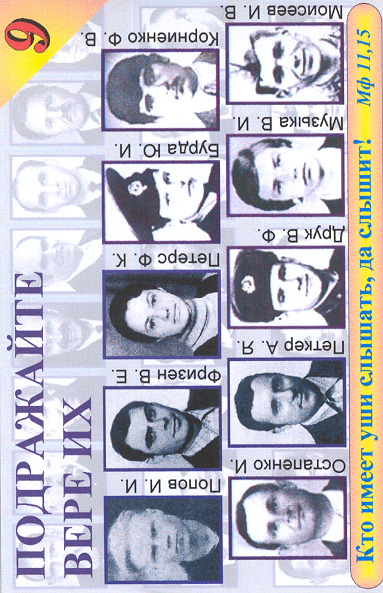 ПОДРАЖАЙТЕ
ВЕРЕ ИХ
9
Попов И. И.
Фризен В. Е.
Петерс Ф. К.
Бурда Ю. И.
Корниенко Ф. В.
Остапенко И.
Петкер А. Я.
Друк В. Ф.
Музыка В. И.
Моисеев И. В.
Кто имеет уши слышать, да слышит! Мф 11,15